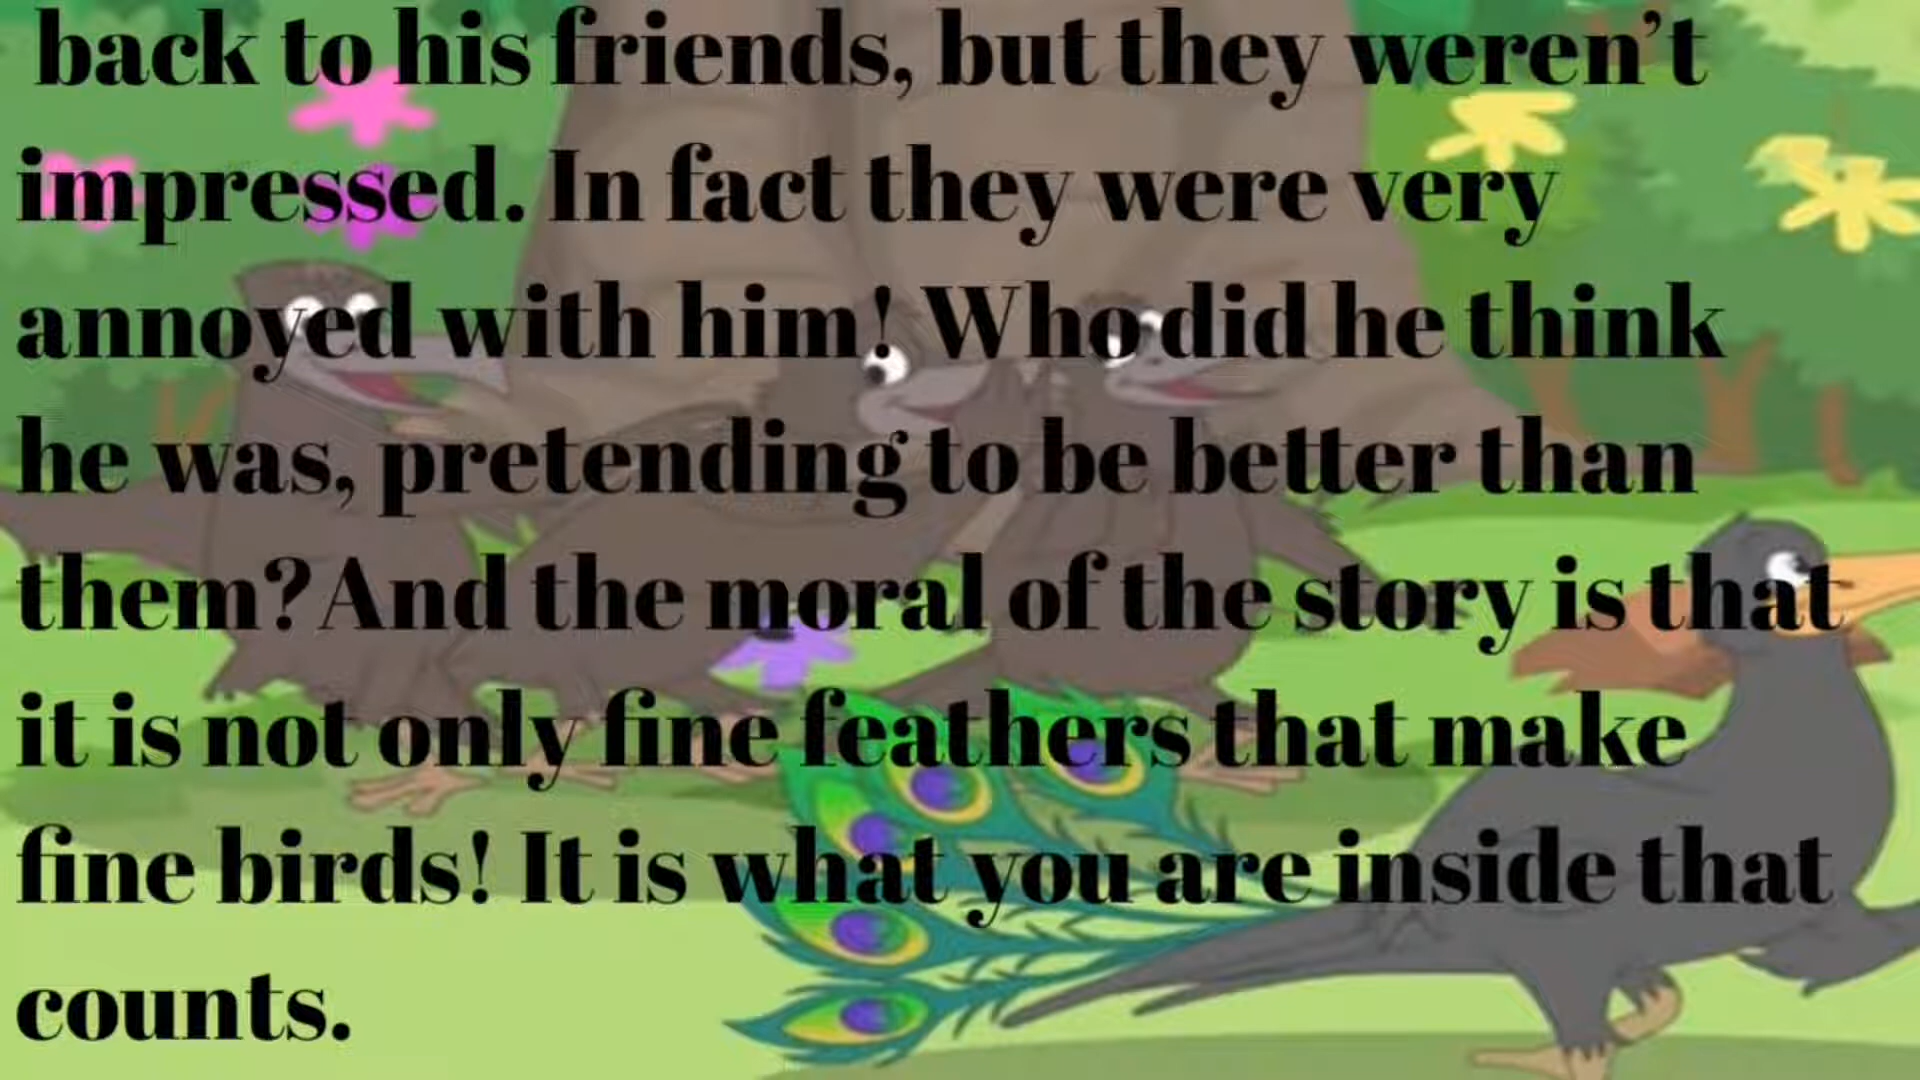 back to his friends, but they weren’t
impressed. In fact they were very
annoyed with him! Who did he think
he was, pretending to be better than
them? And the moral of the story is that
it is not only fine feathers that make
fine birds! It is what you are inside that
counts.